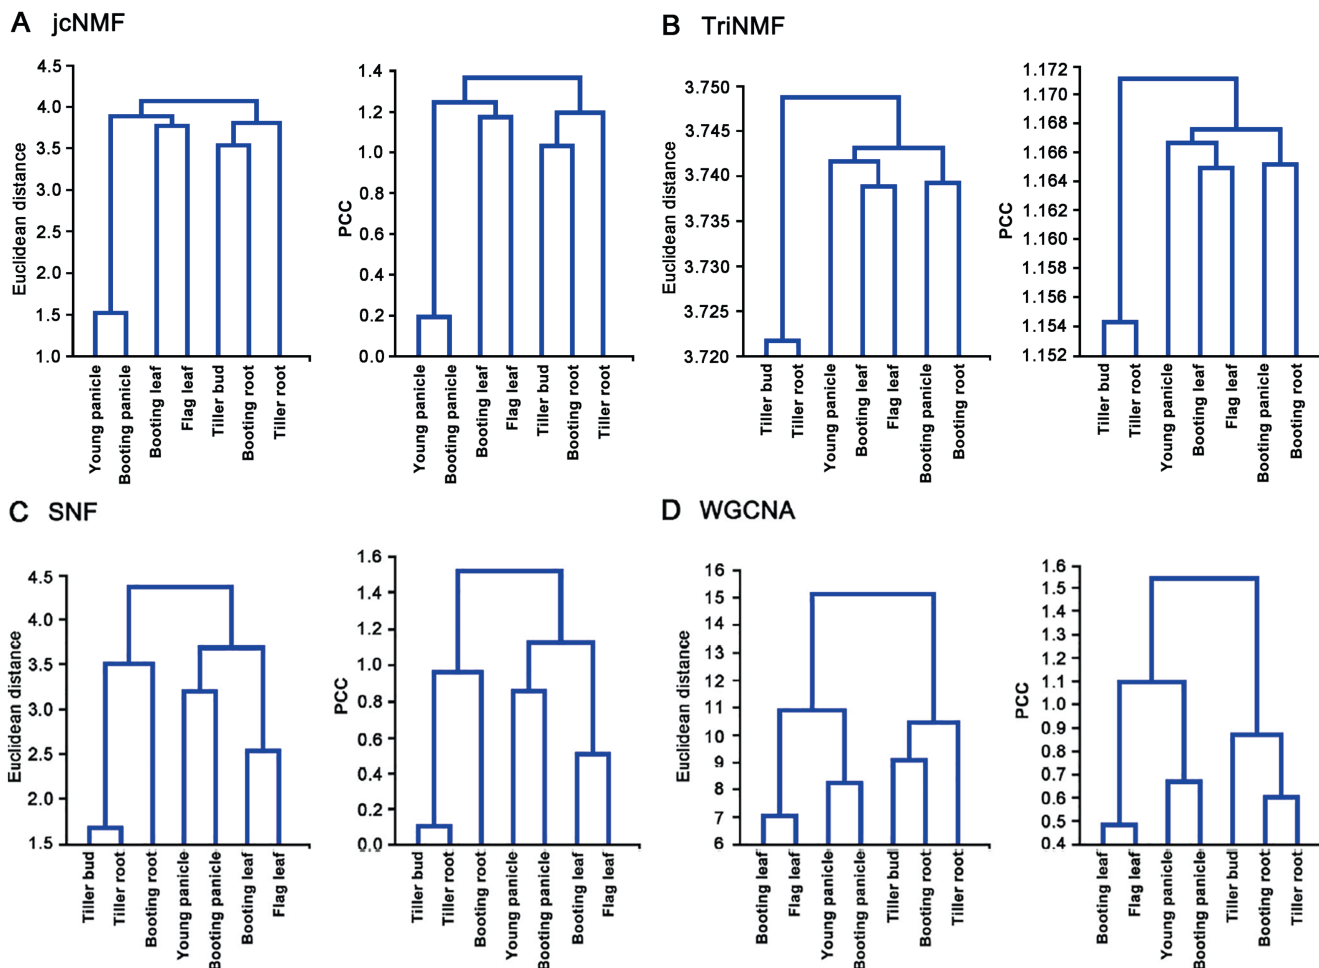 A jcNMF
Euclidean distance
4.5
4.0
3.5
3.0
2.5
2.0
1.5
1.0
Young panicle
Booting panicle
Booting leaf
Flag leaf
Tiller bud
Booting root
Tiller root
PCC
1.4
1.2
1.0
0.8
0.6
0.4
0.2
0.0
Young panicle
Booting panicle
Booting leaf
Flag leaf
Tiller bud
Booting root
Tiller root
B TriNMF
Euclidean distance
3.750
3.745
3.740
3.735
3.730
3.725
3.720
Tiller bud
Tiller root
Young panicle
Booting leaf
Flag leaf
Booting panicle
Booting root
PCC
1.172
1.170
1.168
1.166
1.164
1.162
1.160
1.158
1.156
1.154
1.152
Tiller bud
Tiller root
Young panicle
Booting leaf
Flag leaf
Booting panicle
Booting root
C SNF
Euclidean distance
4.5
4.0
3.5
3.0
2.5
2.0
1.5
Tiller bud
Tiller root
Booting root
Young panicle
Booting panicle
Booting leaf
Flag leaf
PCC
1.6
1.4
1.2
1.0
0.8
0.6
0.4
0.2
0.0
Tiller bud
Tiller root
Booting root
Young panicle
Booting panicle
Booting leaf
Flag leaf
D WGCNA
Euclidean distance
16
15
14
13
12
11
10
9
8
7
6
Booting leaf
Flag leaf
Young panicle
Booting panicle
Tiller bud
Booting root
Tiller root
PCC
1.6
1.5
1.4
1.3
1.2
1.1
1.0
0.9
0.8
0.7
0.6
0.5
0.4
Booting leaf
Flag leaf
Young panicle
Booting panicle
Tiller bud
Booting root
Tiller root